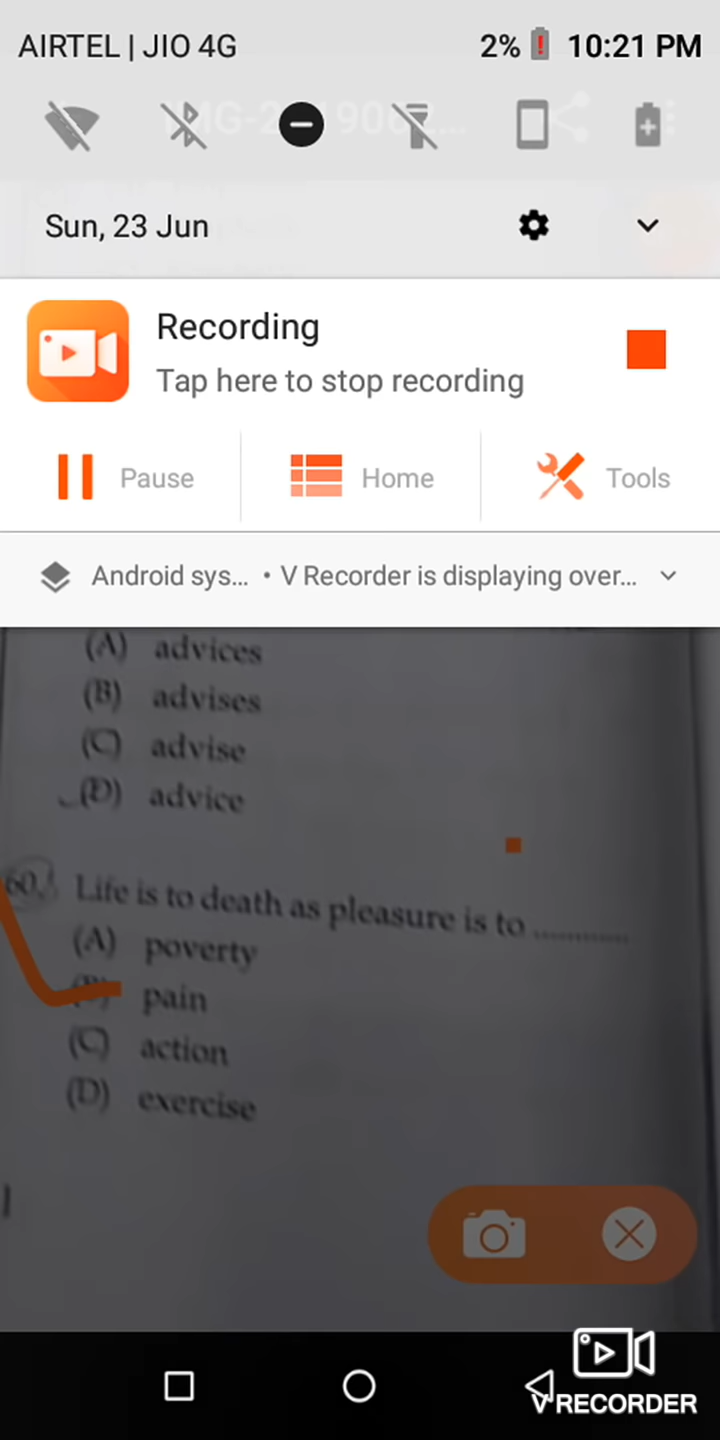 AIRTEL | JIO 4G 2% 10:21 PM
Sun, 23 Jun
Recording
Tap here to stop recording
Pause Home Tools
Android sys... • V Recorder is displaying over...
(A) advices
(B) advises
(C) advise
(D) advice
60. Life is to death as pleasure is to ............
(A) poverty
(B) pain
(C) action
(D) exercise
V RECORDER